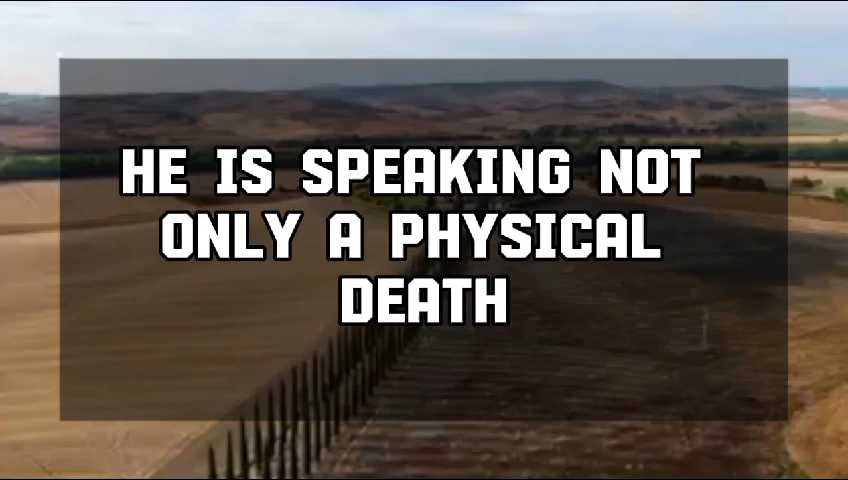 HE IS SPEAKING NOT
ONLY A PHYSICAL
DEATH